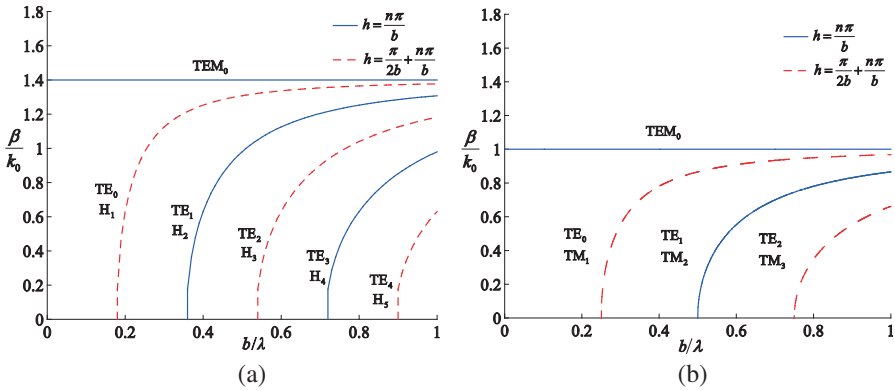 1.8
1.6
1.4
1.2
1
0.8
0.6
0.4
0.2
0
β/k₀
h = nπ/b
h = π/2b + nπ/b
TEM₀
TE₀
H₁
TE₁
H₂
TE₂
H₃
TE₃
H₄
TE₄
H₅
0.2 0.4 0.6 0.8 1
b/λ
(a)
1.8
1.6
1.4
1.2
1
0.8
0.6
0.4
0.2
0
β/k₀
h = nπ/b
h = π/2b + nπ/b
TEM₀
TE₀
TM₁
TE₁
TM₂
TE₂
TM₃
0 0.2 0.4 0.6 0.8 1
b/λ
(b)